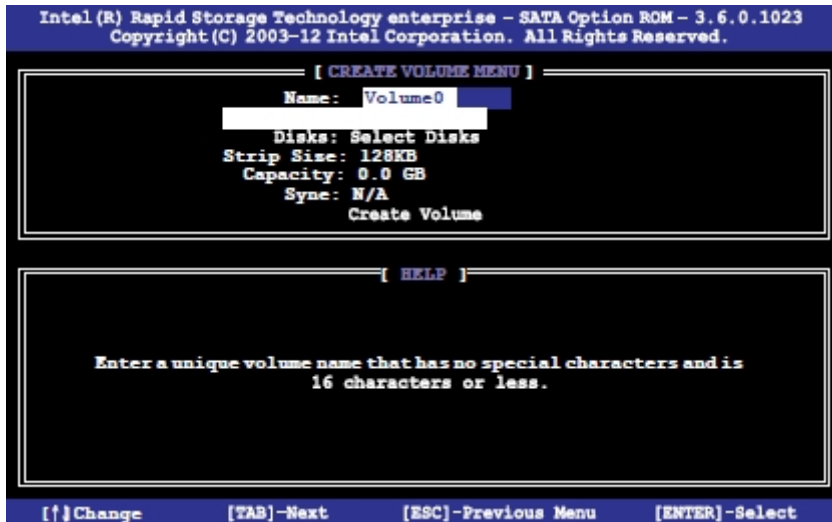 Intel(R) Rapid Storage Technology enterprise – SATA Option ROM – 3.6.0.1023
Copyright (C) 2003–12 Intel Corporation. All Rights Reserved.
[ CREATE VOLUME MENU ]
Name: Volume0
Disks: Select Disks
Strip Size: 128KB
Capacity: 0.0 GB
Sync: N/A
Create Volume
[ HELP ]
Enter a unique volume name that has no special characters and is
16 characters or less.
[↑]Change [TAB]-Next [ESC]-Previous Menu [ENTER]-Select